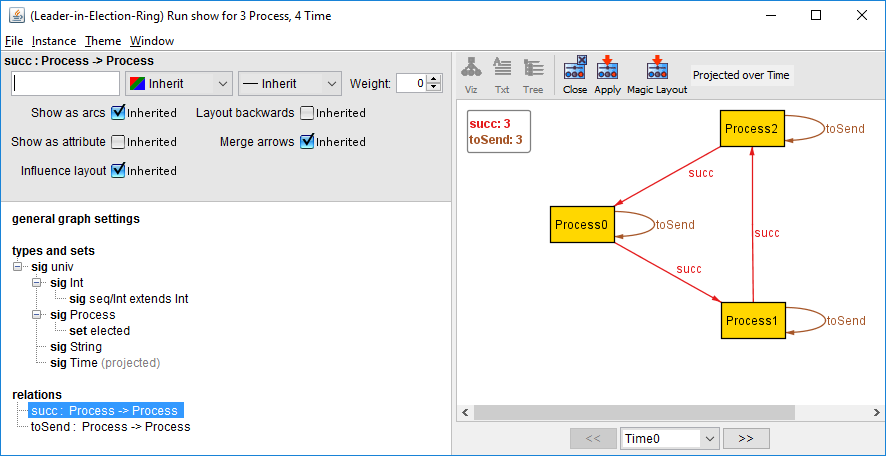 (Leader-in-Election-Ring) Run show for 3 Process, 4 Time
File Instance Theme Window
succ : Process -> Process
Inherit Inherit Weight: 0
Show as arcs Inherited Layout backwards Inherited
Show as attribute Inherited Merge arrows Inherited
Influence layout Inherited
general graph settings
types and sets
sig univ
sig Int
sig seq/Int extends Int
sig Process
set elected
sig String
sig Time (projected)
relations
succ : Process -> Process
toSend : Process -> Process
Viz Txt Tree Close Apply Magic Layout Projected over Time
succ: 3
toSend: 3
Process2 toSend
succ
Process0 toSend
succ
succ
Process1 toSend
<< Time0 >>